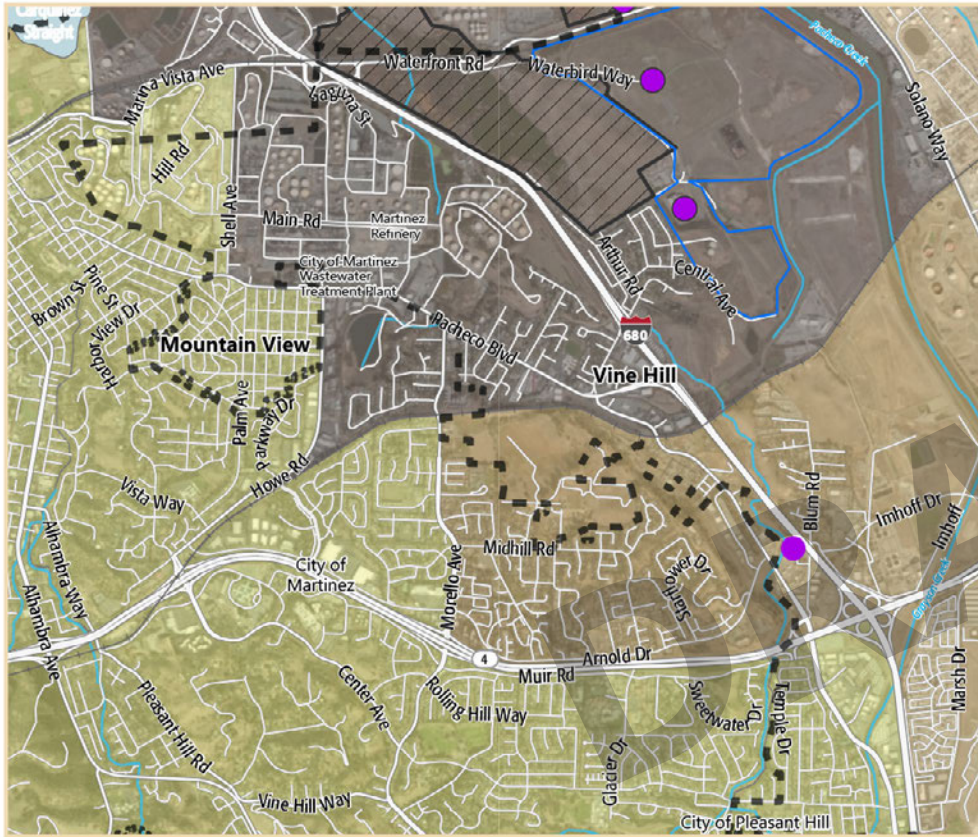 Carquinez
Straight
Marina Vista Ave
Waterfront Rd
Waterbird Way
Solano Way
Laguna St
Hill Rd
Shell Ave
Main Rd
Martinez
Refinery
City of Martinez
Wastewater
Treatment Plant
Arthur Rd
Central Ave
Pine St
Brown St
Harbor View Dr
Mountain View
Pacheco Blvd
680
Vine Hill
Palm Ave
Parkway Dr
Howe Rd
Vista Way
Blum Rd
Imhoff Dr
Imhoff
Alhambra Way
Alhambra Ave
City of
Martinez
Morello Ave
Midhill Rd
Starflower Dr
4
Arnold Dr
Muir Rd
Marsh Dr
Center Ave
Rolling Hill Way
Pleasant Hill Rd
Sweetwater Dr
Temple Dr
Glacier Dr
Vine Hill Way
City of Pleasant Hill